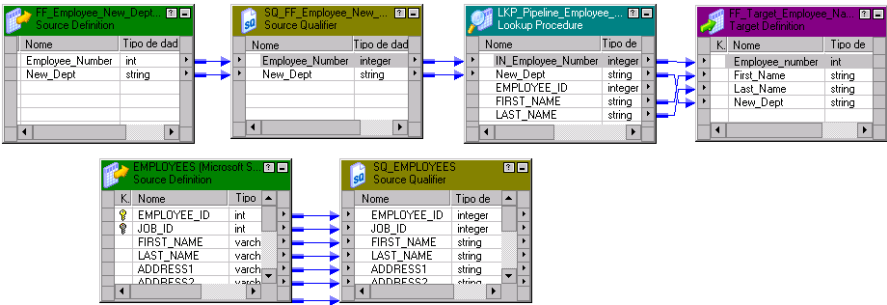 FF_Employee_New_Dept...
Source Definition
Nome Tipo de dad
Employee_Number int
New_Dept string
SQ_FF_Employee_New_...
Source Qualifier
Nome Tipo de dad
Employee_Number integer
New_Dept string
LKP_Pipeline_Employee_...
Lookup Procedure
Nome Tipo de
IN_Employee_Number integer
New_Dept string
EMPLOYEE_ID integer
FIRST_NAME string
LAST_NAME string
FF_Target_Employee_Na...
Target Definition
K. Nome Tipo de
Employee_number int
First_Name string
Last_Name string
New_Dept string
EMPLOYEES (Microsoft S...
Source Definition
K. Nome Tipo
EMPLOYEE_ID int
JOB_ID int
FIRST_NAME varch
LAST_NAME varch
ADDRESS1 varch
ADDRESS2 varch
SQ_EMPLOYEES
Source Qualifier
Nome Tipo de
EMPLOYEE_ID integer
JOB_ID integer
FIRST_NAME string
LAST_NAME string
ADDRESS1 string
ADDRESS2 string